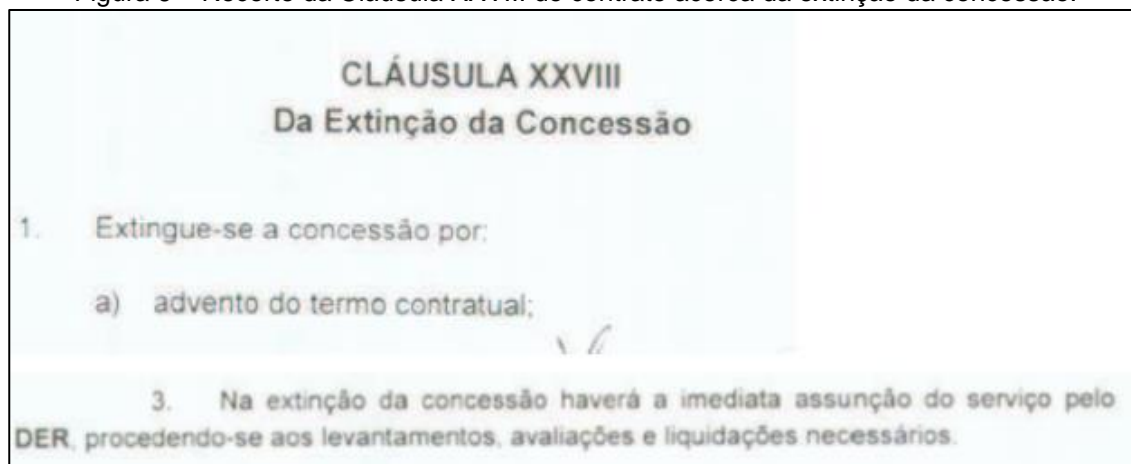 CLÁUSULA XXVIII
Da Extinção da Concessão
1. Extingue-se a concessão por:
a) advento do termo contratual;
3. Na extinção da concessão haverá a imediata assunção do serviço pelo
DER, procedendo-se aos levantamentos, avaliações e liquidações necessários.